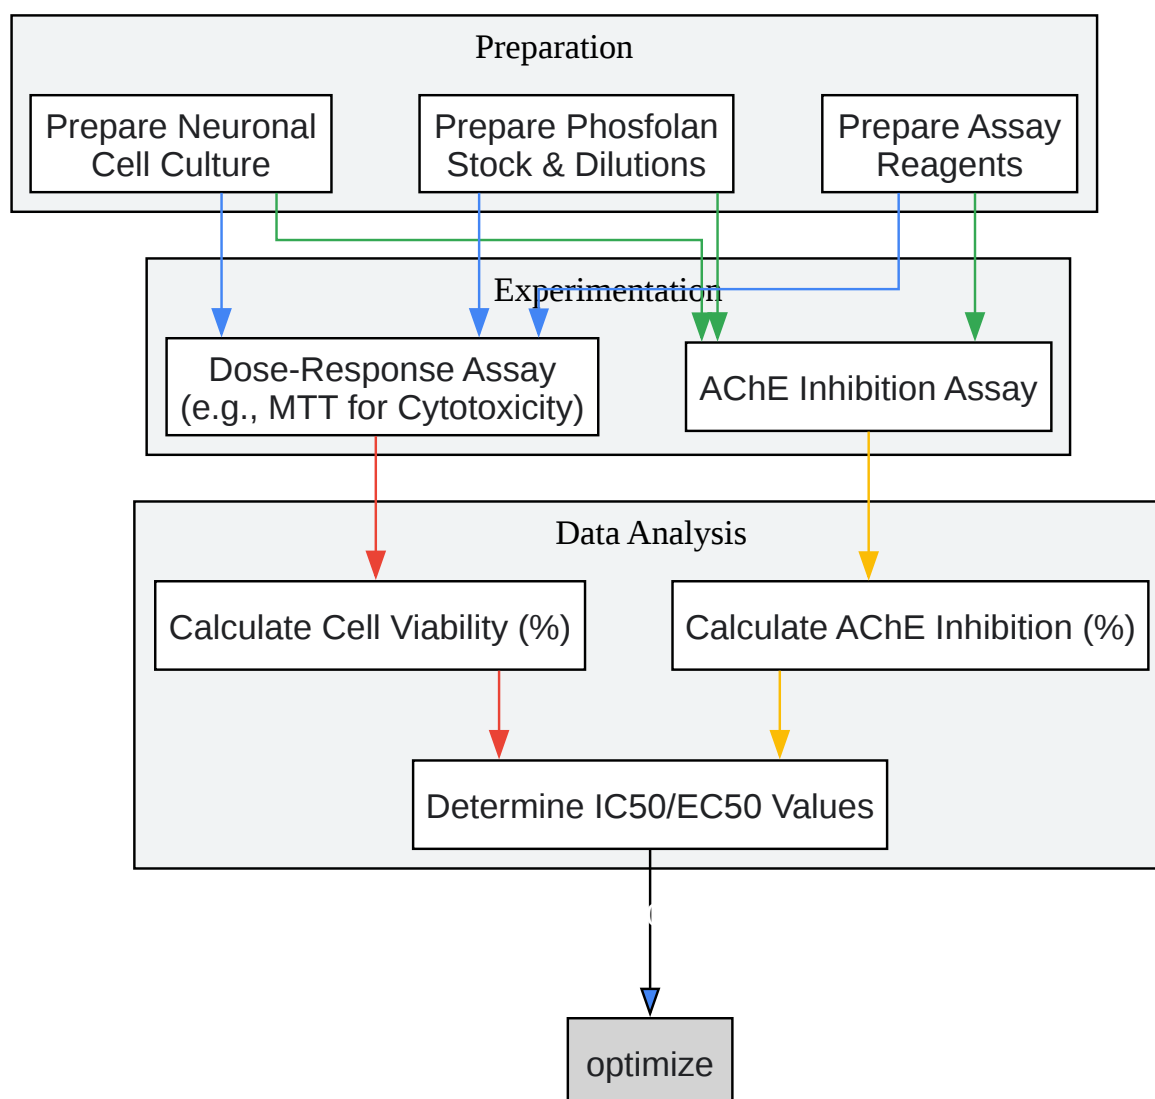 Preparation
Prepare Neuronal
Cell Culture
Prepare Phosfolan
Stock & Dilutions
Prepare Assay
Reagents
Experimentation
Dose-Response Assay
(e.g., MTT for Cytotoxicity)
AChE Inhibition Assay
Data Analysis
Calculate Cell Viability (%)
Calculate AChE Inhibition (%)
Determine IC50/EC50 Values
optimize